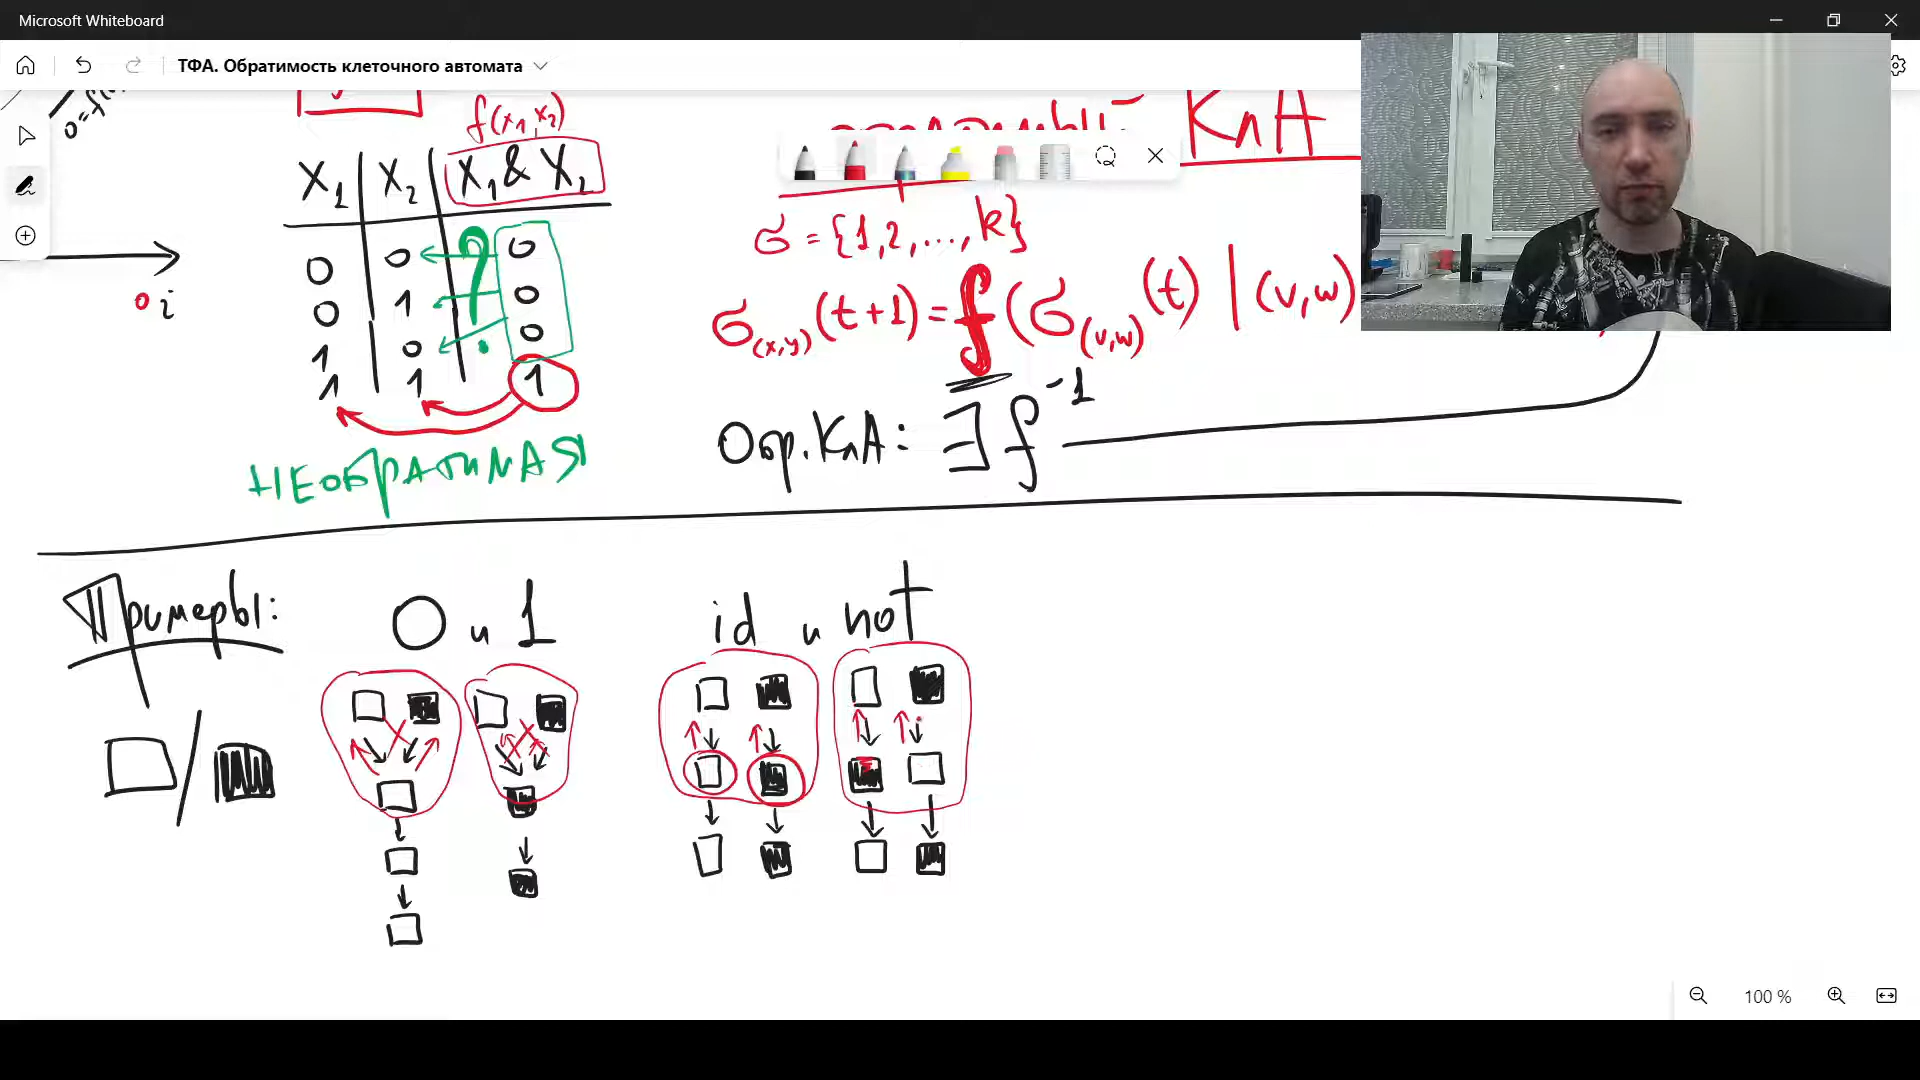 Microsoft Whiteboard
ТФА. Обратимость клеточного автомата
f(x₁,x₂)
КлА
X₁ X₂ X₁ & X₂
0 0 0
0 1 0
1 0 0
1 1 1
?
НЕОБРАТИМАЯ
i
σ = {1,2,...,k}
σ(x,y)(t+1) = f(σ(v,w)(t) | (v,w)
Обр. КлА: ∃ f⁻¹
Примеры:
0 и 1
id и not
100 %